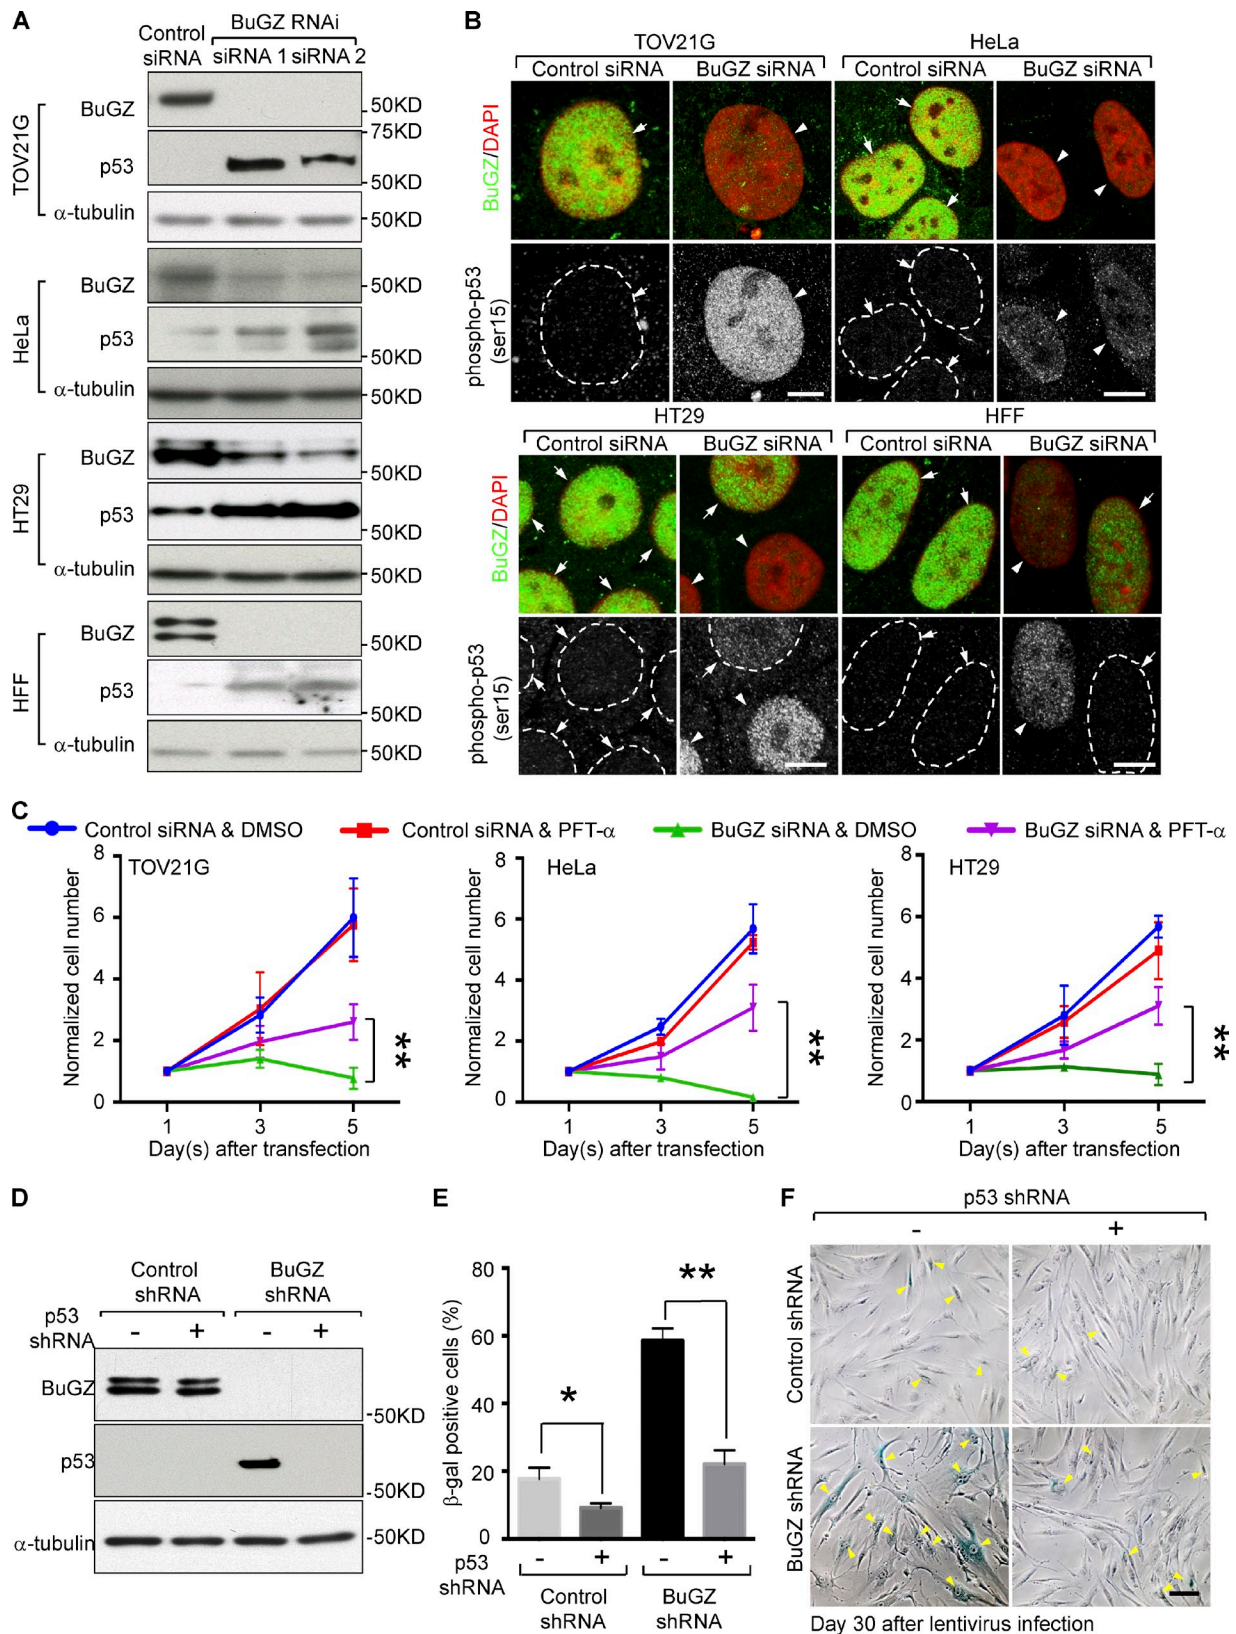 A
Control siRNA
BuGZ RNAi
siRNA 1 siRNA 2
TOV21G
BuGZ
50KD
75KD
p53
50KD
α-tubulin
50KD
HeLa
BuGZ
50KD
p53
50KD
α-tubulin
50KD
HT29
BuGZ
50KD
p53
50KD
α-tubulin
50KD
HFF
BuGZ
50KD
p53
50KD
α-tubulin
50KD
B
TOV21G
HeLa
Control siRNA
BuGZ siRNA
Control siRNA
BuGZ siRNA
BuGZ/DAPI
phospho-p53 (ser15)
HT29
HFF
Control siRNA
BuGZ siRNA
Control siRNA
BuGZ siRNA
BuGZ/DAPI
phospho-p53 (ser15)
C
Control siRNA & DMSO
Control siRNA & PFT-α
BuGZ siRNA & DMSO
BuGZ siRNA & PFT-α
TOV21G
Normalized cell number
8
6
4
2
0
**
1 3 5
Day(s) after transfection
HeLa
Normalized cell number
8
6
4
2
0
**
1 3 5
Day(s) after transfection
HT29
Normalized cell number
8
6
4
2
0
**
1 3 5
Day(s) after transfection
D
Control shRNA
BuGZ shRNA
p53 shRNA
- + - +
BuGZ
50KD
p53
50KD
α-tubulin
50KD
E
β-gal positive cells (%)
80
60
40
20
0
*
**
p53 shRNA
- + - +
Control shRNA
BuGZ shRNA
F
p53 shRNA
- +
Control shRNA
BuGZ shRNA
Day 30 after lentivirus infection